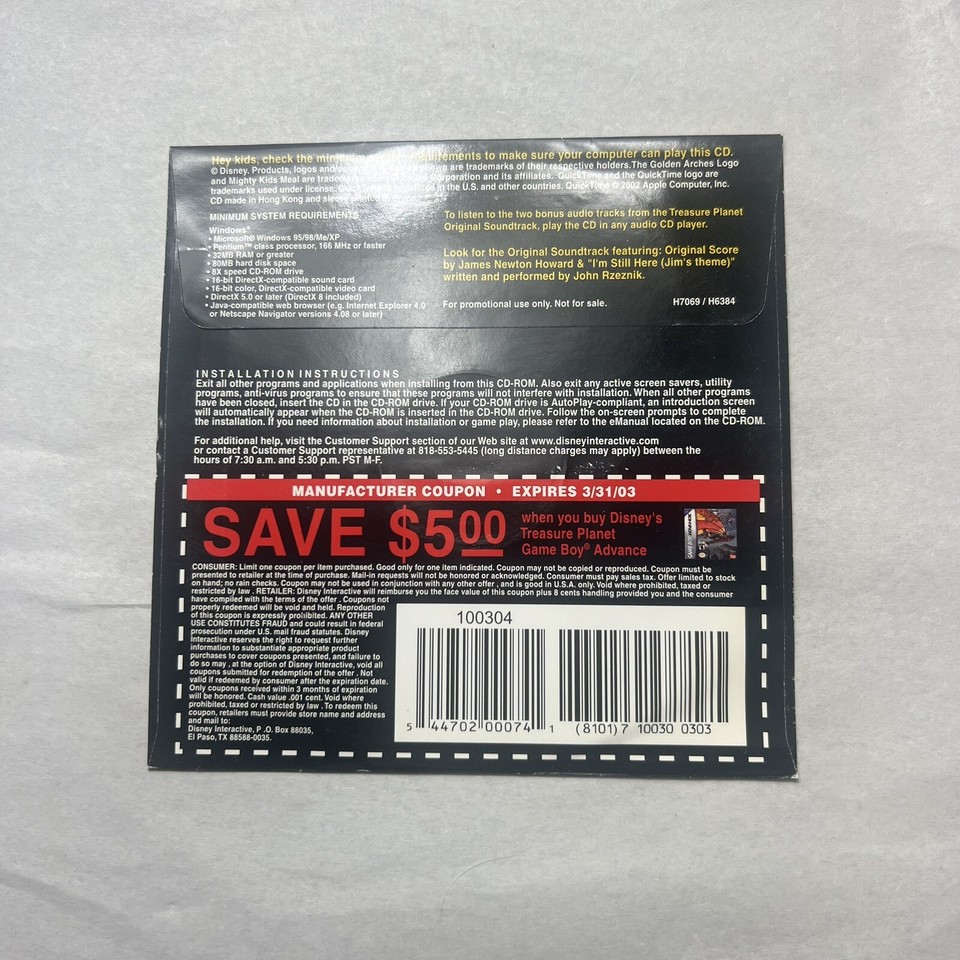 Hey kids, check the minimum requirements to make sure your computer can play this CD.
© Disney. Products, logos and/or are trademarks of their respective holders. The Golden Arches Logo
and Mighty Kids Meal are trademarks Corporation and its affiliates. QuickTime and the QuickTime logo are
trademarks used under license. QuickTime in the U.S. and other countries. QuickTime © 2002 Apple Computer, Inc.
CD made in Hong Kong and sleeve printed in
MINIMUM SYSTEM REQUIREMENTS
Windows®
• Microsoft® Windows 95/98/Me/XP
• Pentium™ class processor, 166 MHz or faster
• 32MB RAM or greater
• 80MB hard disk space
• 8X speed CD-ROM drive
• 16-bit DirectX-compatible sound card
• 16-bit color, DirectX-compatible video card
• DirectX 5.0 or later (DirectX 8 included)
• Java-compatible web browser (e.g. Internet Explorer 4.0
or Netscape Navigator versions 4.08 or later)
To listen to the two bonus audio tracks from the Treasure Planet
Original Soundtrack, play the CD in any audio CD player.
Look for the Original Soundtrack featuring: Original Score
by James Newton Howard & "I'm Still Here (Jim's theme)"
written and performed by John Rzeznik.
For promotional use only. Not for sale.
H7069 / H6384
INSTALLATION INSTRUCTIONS
Exit all other programs and applications when installing from this CD-ROM. Also exit any active screen savers, utility
programs, anti-virus programs to ensure that these programs will not interfere with installation. When all other programs
have been closed, insert the CD in the CD-ROM drive. If your CD-ROM drive is AutoPlay-compliant, an introduction screen
will automatically appear when the CD-ROM is inserted in the CD-ROM drive. Follow the on-screen prompts to complete
the installation. If you need information about installation or game play, please refer to the eManual located on the CD-ROM.
For additional help, visit the Customer Support section of our Web site at www.disneyinteractive.com
or contact a Customer Support representative at 818-553-5445 (long distance charges may apply) between the
hours of 7:30 a.m. and 5:30 p.m. PST M-F.
MANUFACTURER COUPON • EXPIRES 3/31/03
SAVE $5.00
when you buy Disney's
Treasure Planet
Game Boy® Advance
CONSUMER: Limit one coupon per item purchased. Good only for one item indicated. Coupon may not be copied or reproduced. Coupon must be
presented to retailer at the time of purchase. Mail-in requests will not be honored or acknowledged. Consumer must pay sales tax. Offer limited to stock
on hand; no rain checks. Coupon may not be used in conjunction with any other offer , and is good in U.S.A. only. Void where prohibited, taxed or
restricted by law . RETAILER: Disney Interactive will reimburse you the face value of this coupon plus 8 cents handling provided you and the consumer
have complied with the terms of the offer . Coupons not
properly redeemed will be void and held. Reproduction
of this coupon is expressly prohibited. ANY OTHER
USE CONSTITUTES FRAUD and could result in federal
prosecution under U.S. mail fraud statutes. Disney
Interactive reserves the right to request further
information to substantiate appropriate product
purchases to cover coupons presented, and failure to
do so may , at the option of Disney Interactive, void all
coupons submitted for redemption of the offer . Not
valid if redeemed by consumer after the expiration date.
Only coupons received within 3 months of expiration
will be honored. Cash value .001 cent. Void where
prohibited, taxed or restricted by law . To redeem this
coupon, retailers must provide store name and address
and mail to:
Disney Interactive, P .O. Box 88035,
El Paso, TX 88588-0035.
100304
5 44702 00074 1 (8101) 7 10030 0303